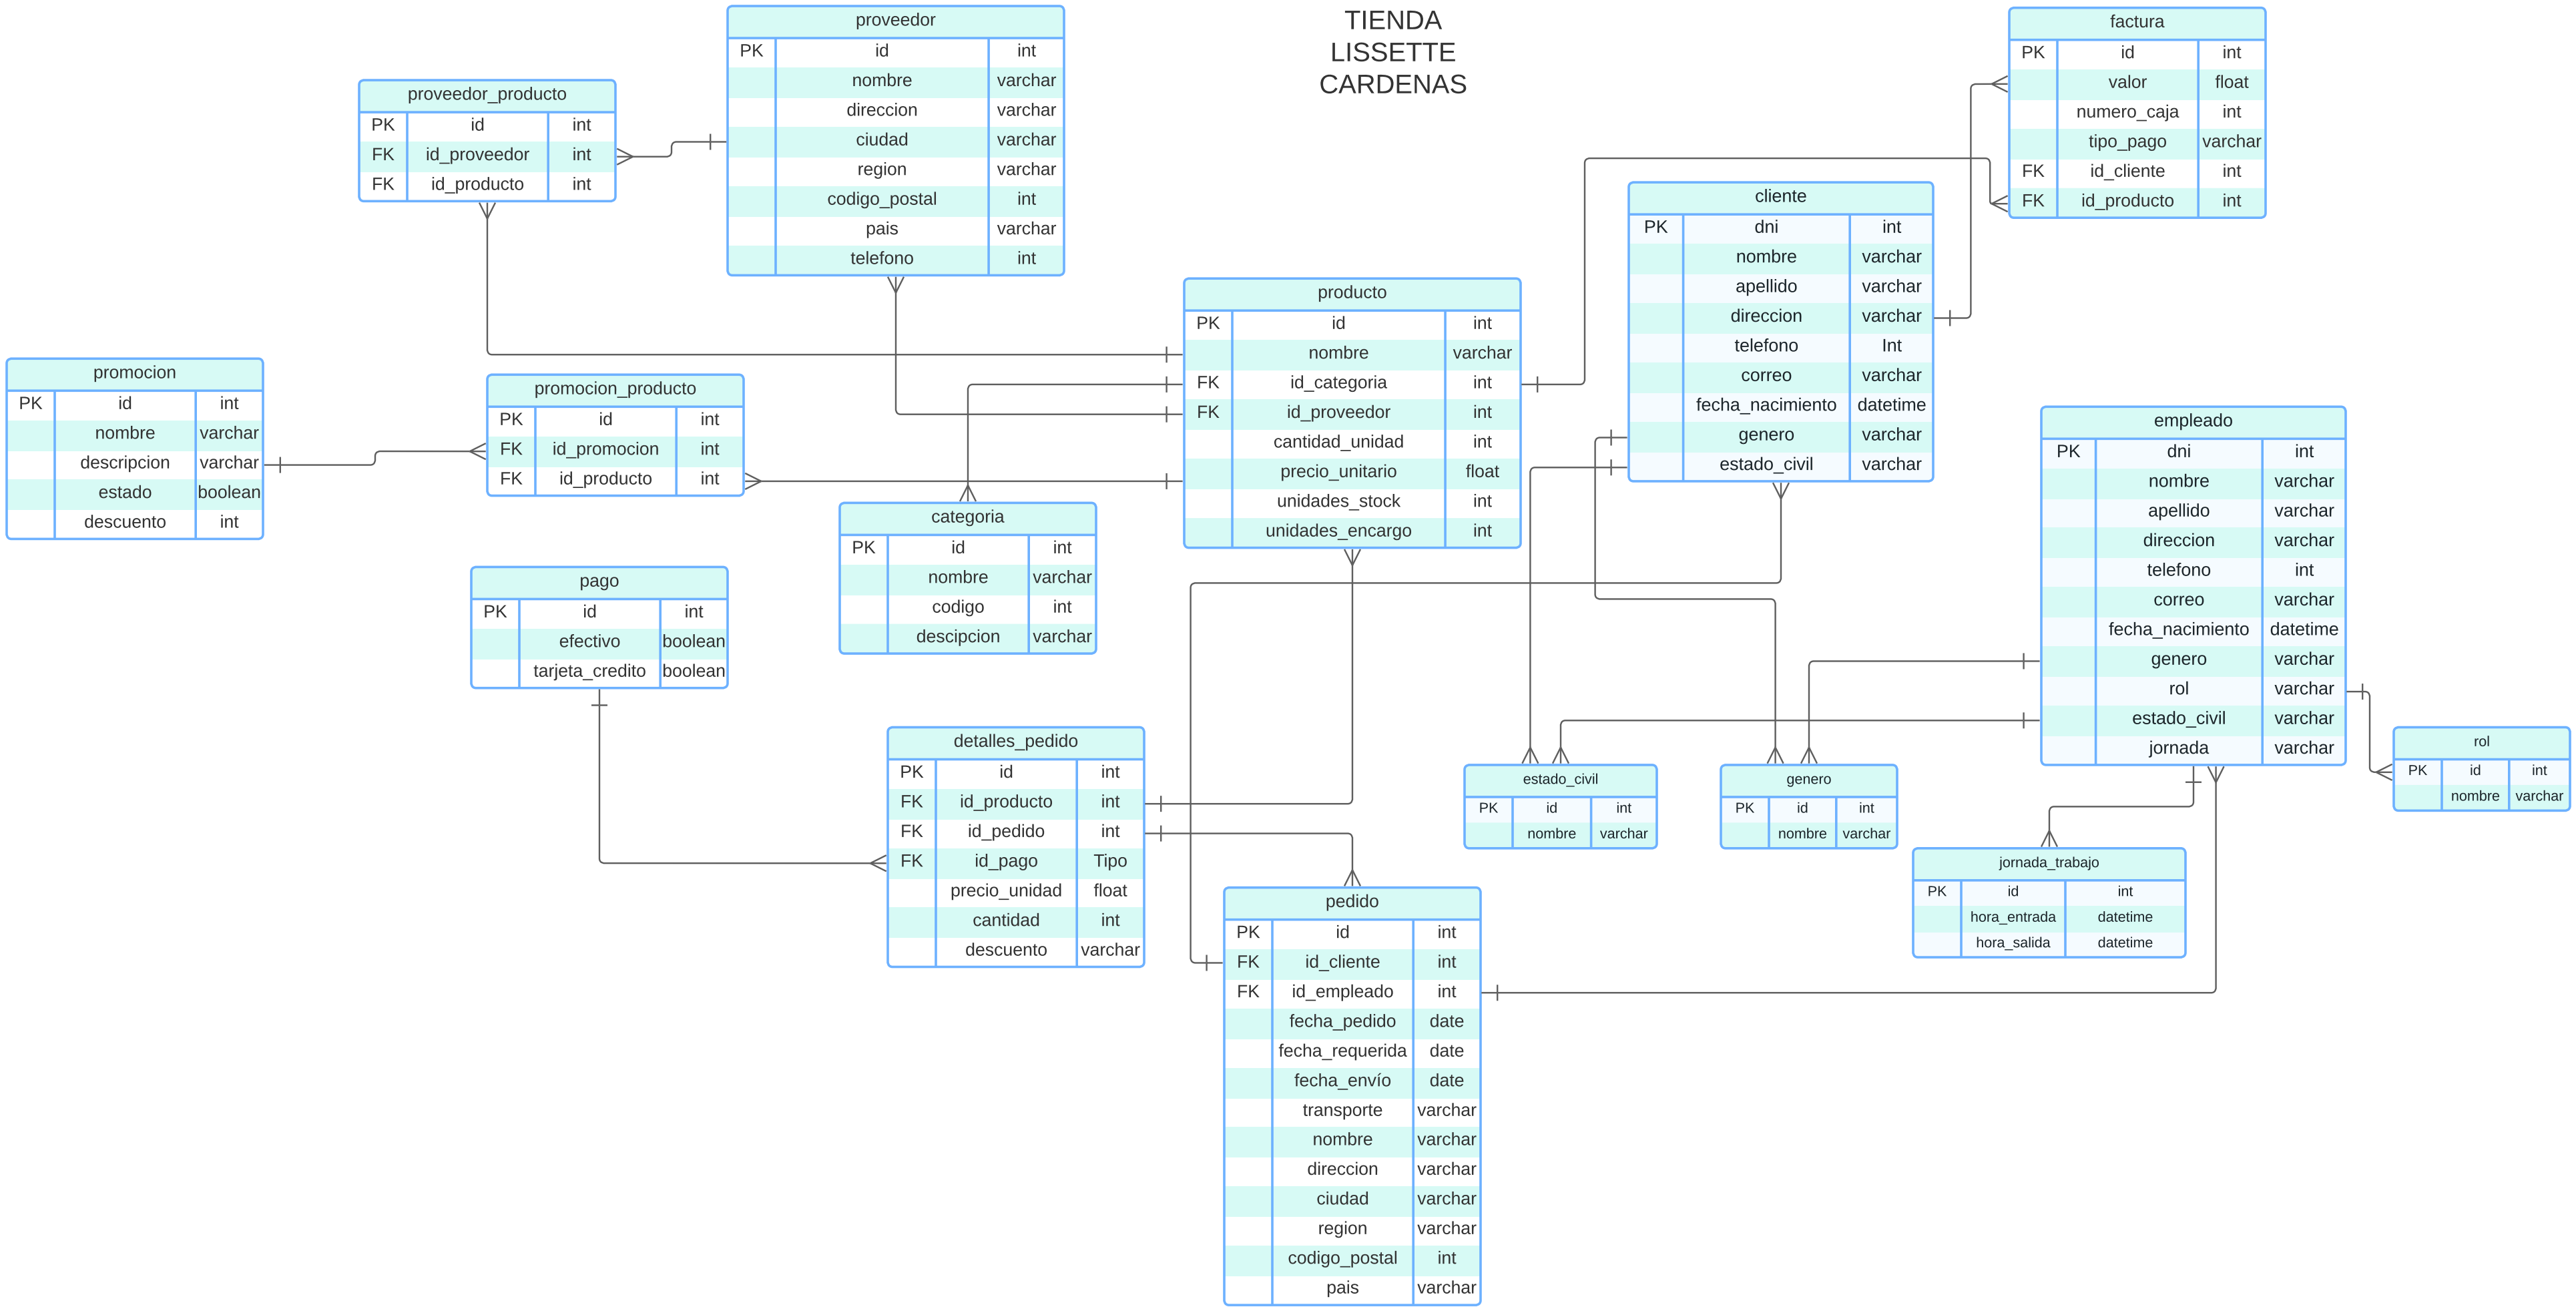 TIENDA
LISSETTE
CARDENAS
proveedor
PK id int
nombre varchar
direccion varchar
ciudad varchar
region varchar
codigo_postal int
pais varchar
telefono int
factura
PK id int
valor float
numero_caja int
tipo_pago varchar
FK id_cliente int
FK id_producto int
proveedor_producto
PK id int
FK id_proveedor int
FK id_producto int
cliente
PK dni int
nombre varchar
apellido varchar
direccion varchar
telefono Int
correo varchar
fecha_nacimiento datetime
genero varchar
estado_civil varchar
producto
PK id int
nombre varchar
FK id_categoria int
FK id_proveedor int
cantidad_unidad int
precio_unitario float
unidades_stock int
unidades_encargo int
promocion
PK id int
nombre varchar
descripcion varchar
estado boolean
descuento int
promocion_producto
PK id int
FK id_promocion int
FK id_producto int
empleado
PK dni int
nombre varchar
apellido varchar
direccion varchar
telefono int
correo varchar
fecha_nacimiento datetime
genero varchar
rol varchar
estado_civil varchar
jornada varchar
categoria
PK id int
nombre varchar
codigo int
descipcion varchar
pago
PK id int
efectivo boolean
tarjeta_credito boolean
detalles_pedido
PK id int
FK id_producto int
FK id_pedido int
FK id_pago Tipo
precio_unidad float
cantidad int
descuento varchar
rol
PK id int
nombre varchar
estado_civil
PK id int
nombre varchar
genero
PK id int
nombre varchar
jornada_trabajo
PK id int
hora_entrada datetime
hora_salida datetime
pedido
PK id int
FK id_cliente int
FK id_empleado int
fecha_pedido date
fecha_requerida date
fecha_envío date
transporte varchar
nombre varchar
direccion varchar
ciudad varchar
region varchar
codigo_postal int
pais varchar